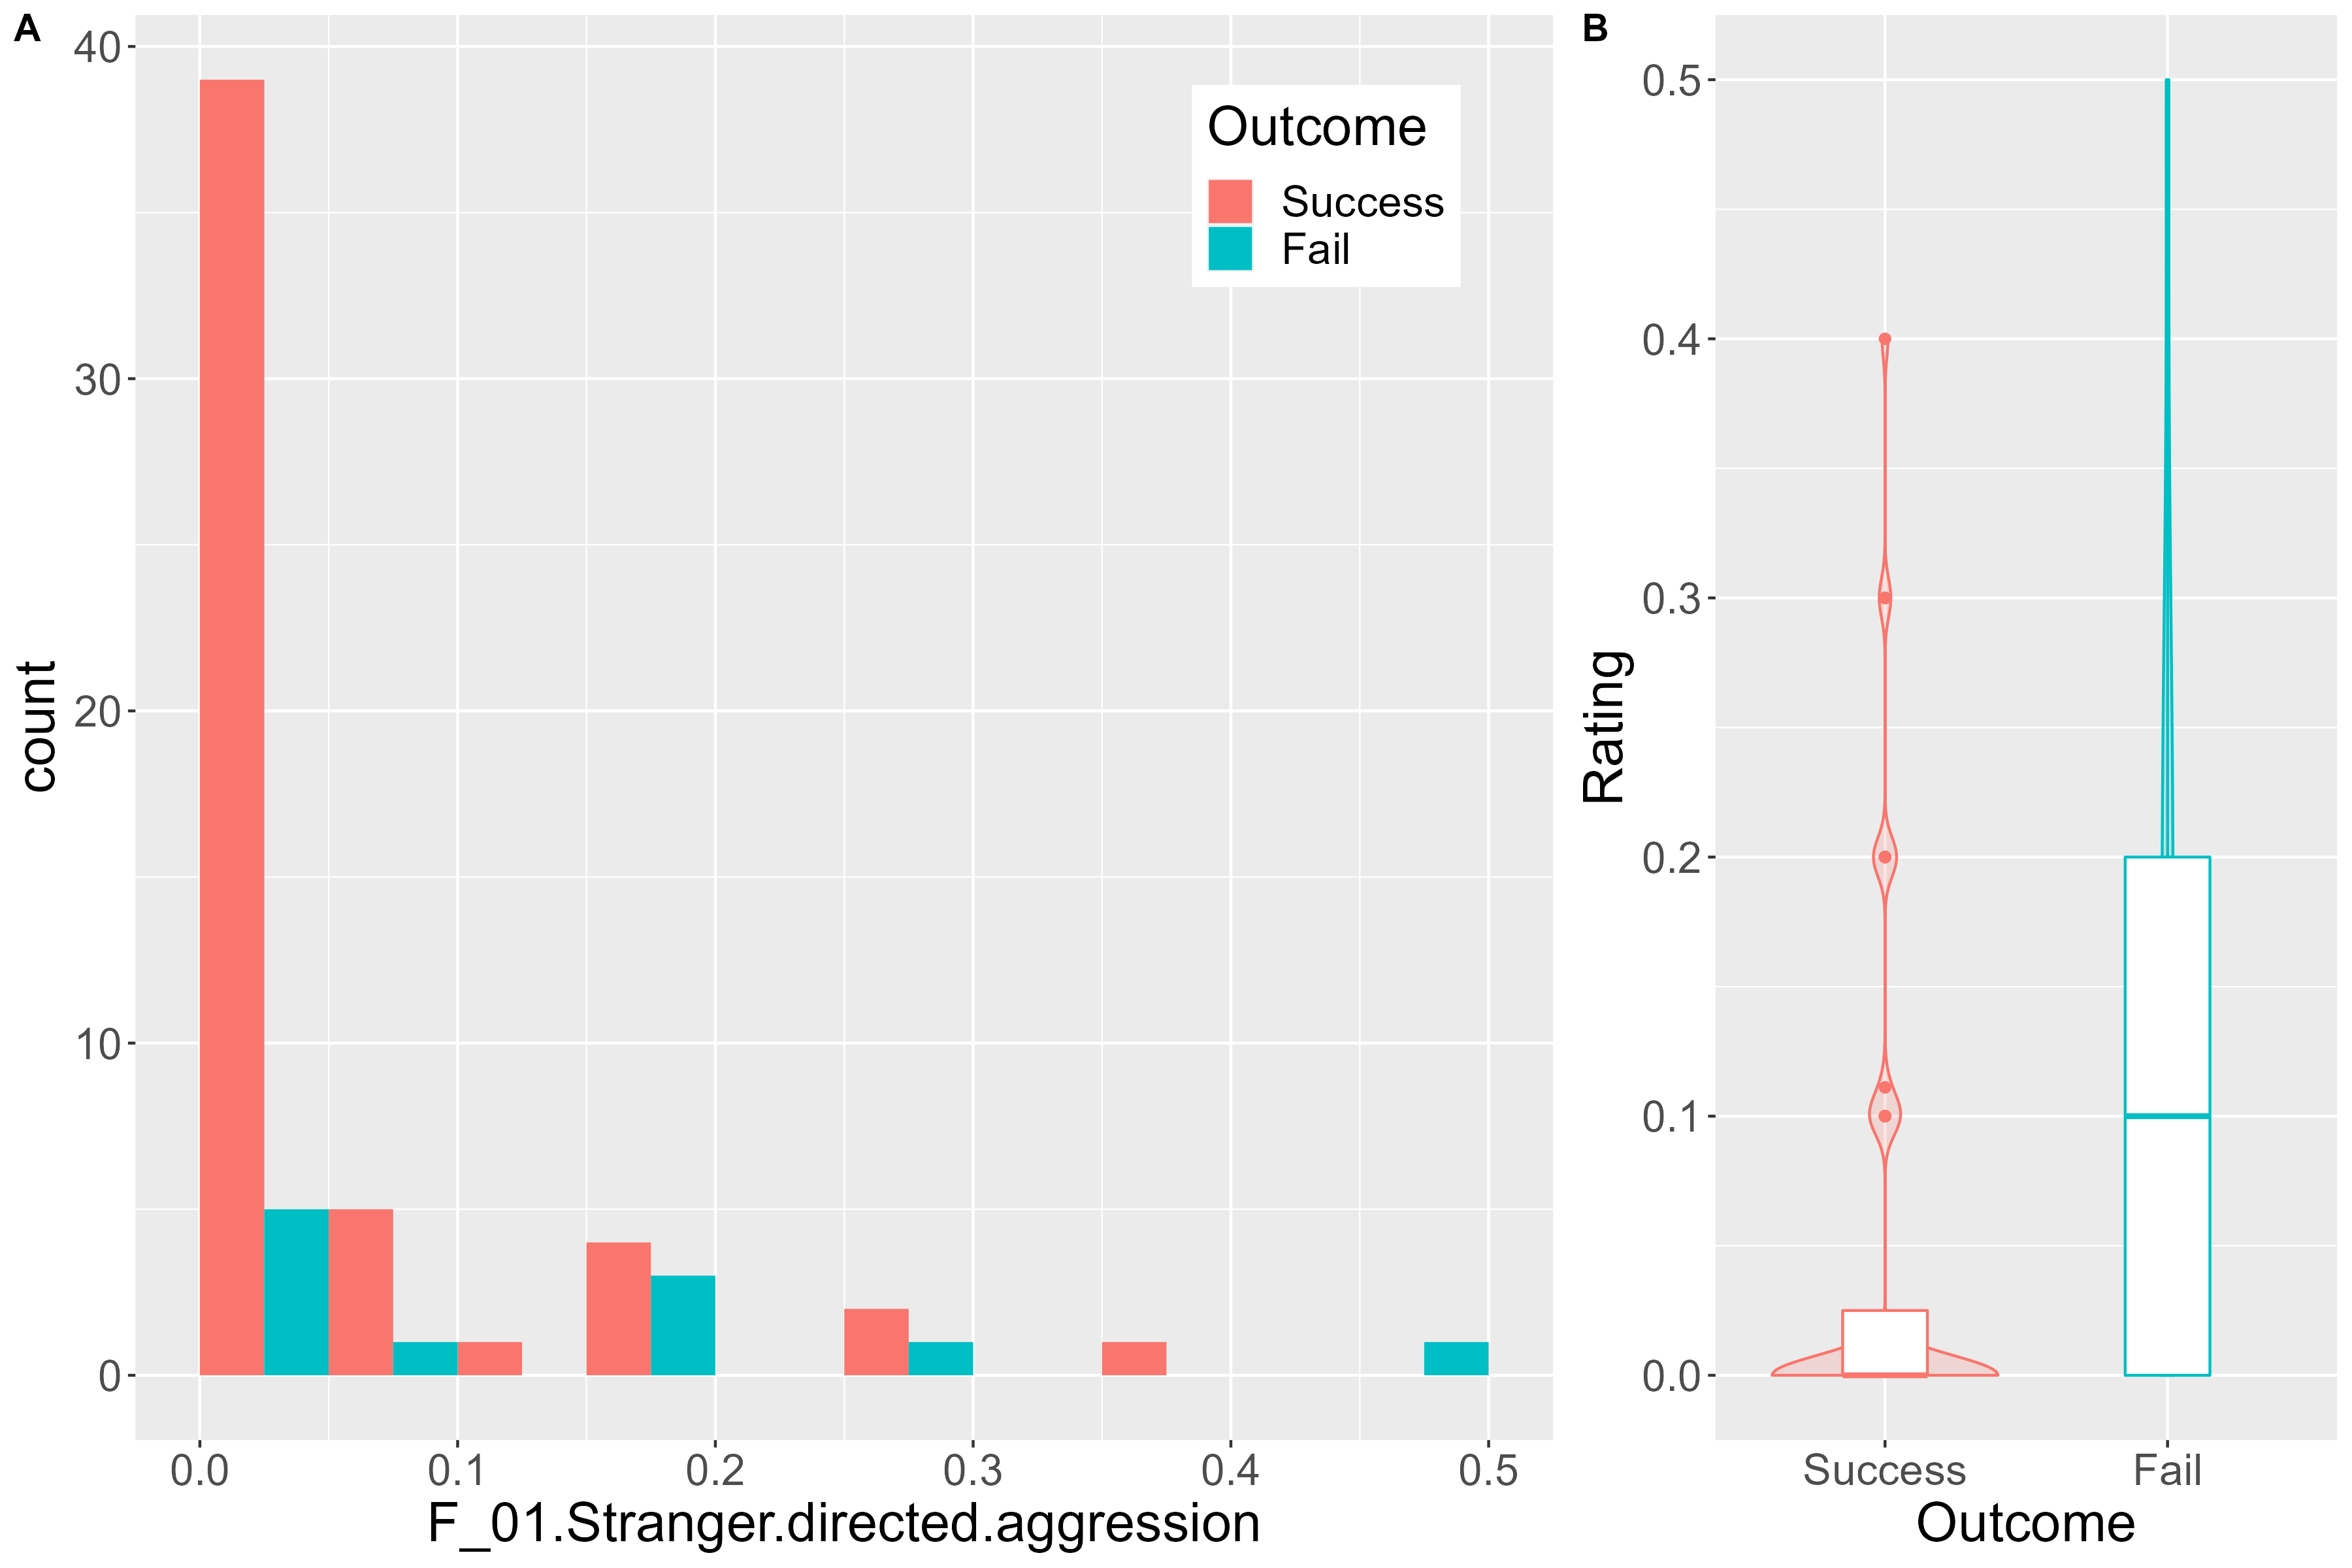 A
40
30
20
10
0
count
0.0 0.1 0.2 0.3 0.4 0.5
F_01.Stranger.directed.aggression
Outcome
Success
Fail
B
0.5
0.4
0.3
0.2
0.1
0.0
Rating
Success Fail
Outcome